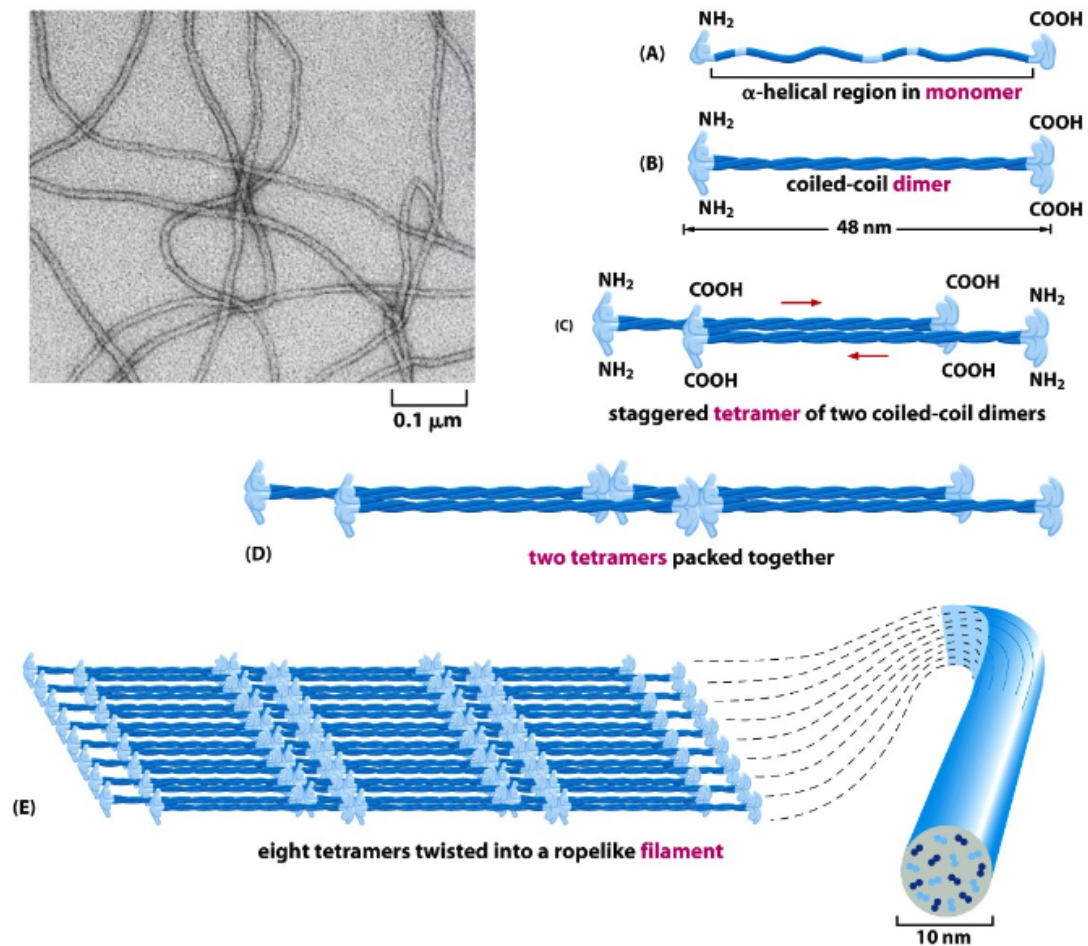 NH₂
COOH
(A)
α-helical region in monomer
NH₂
COOH
(B)
coiled-coil dimer
NH₂
COOH
48 nm
0.1 μm
NH₂
COOH
COOH
NH₂
(C)
NH₂
COOH
COOH
NH₂
staggered tetramer of two coiled-coil dimers
(D)
two tetramers packed together
(E)
eight tetramers twisted into a ropelike filament
10 nm